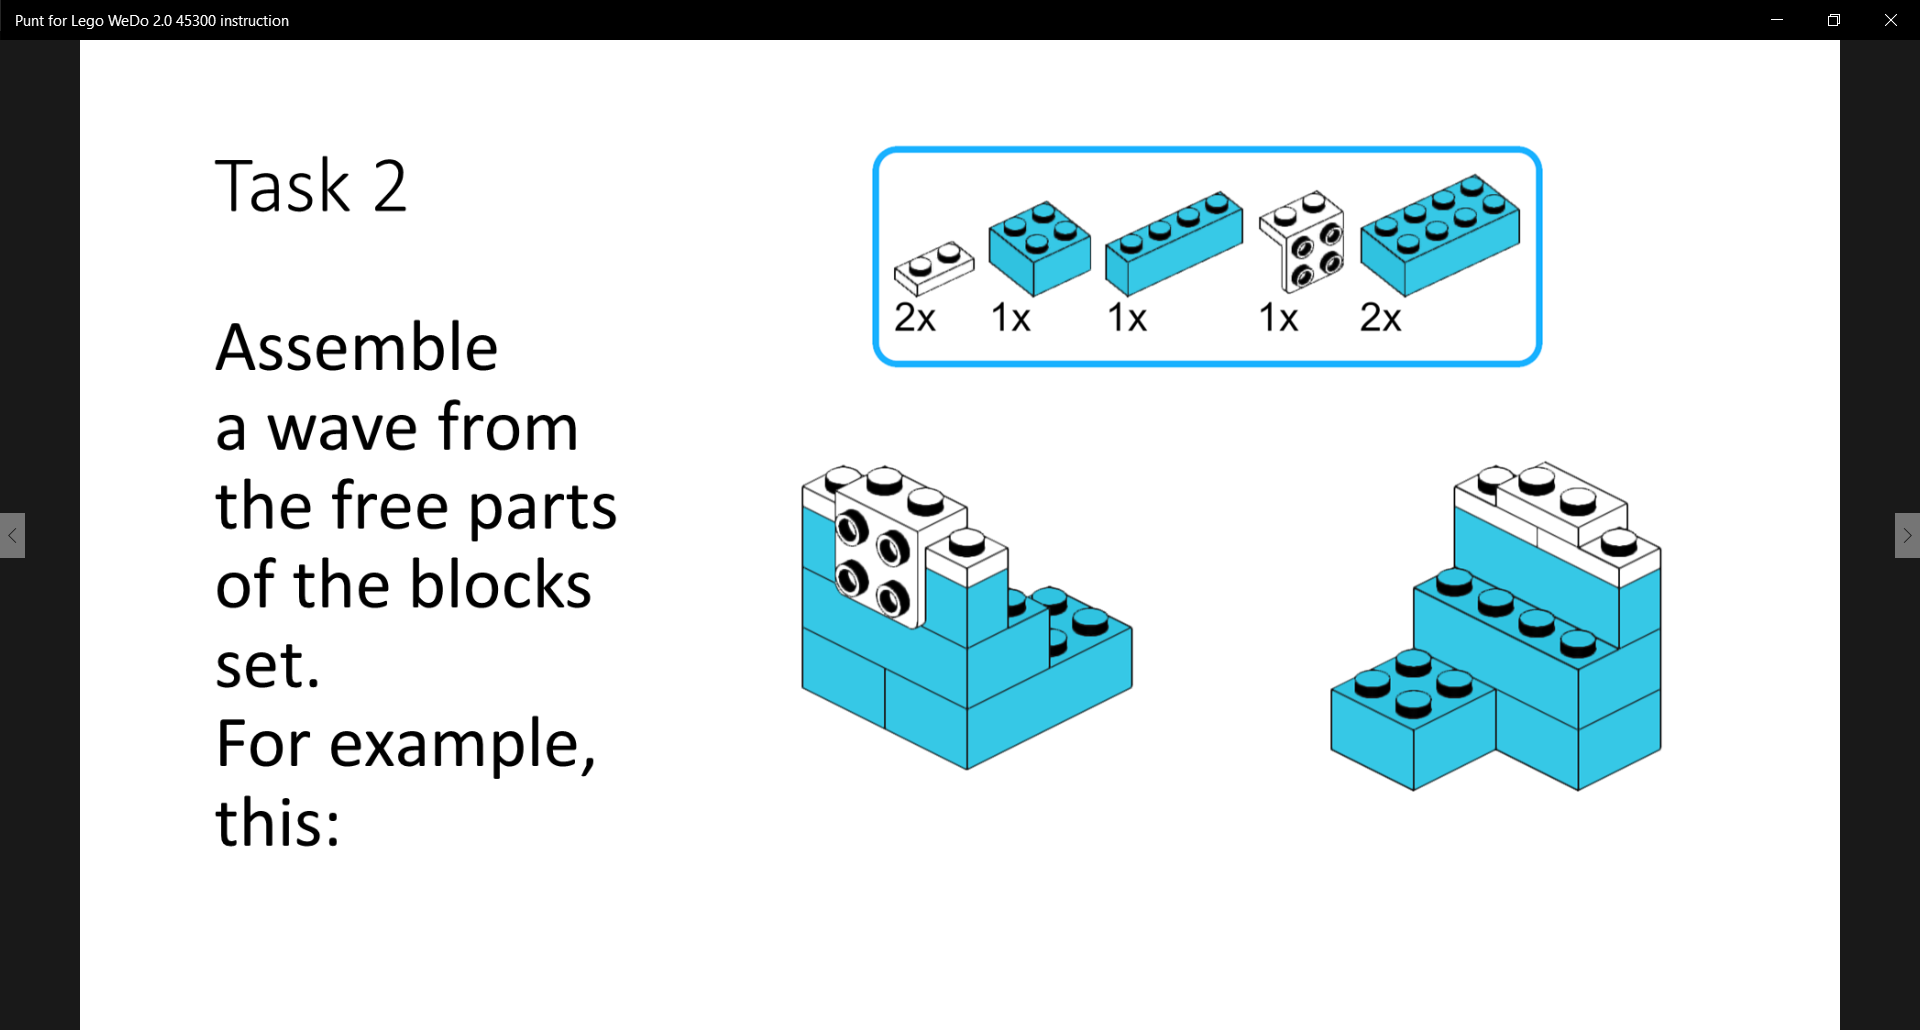 Punt for Lego WeDo 2.0 45300 instruction
Task 2
Assemble
a wave from
the free parts
of the blocks
set.
For example,
this:
2x 1x 1x 1x 2x